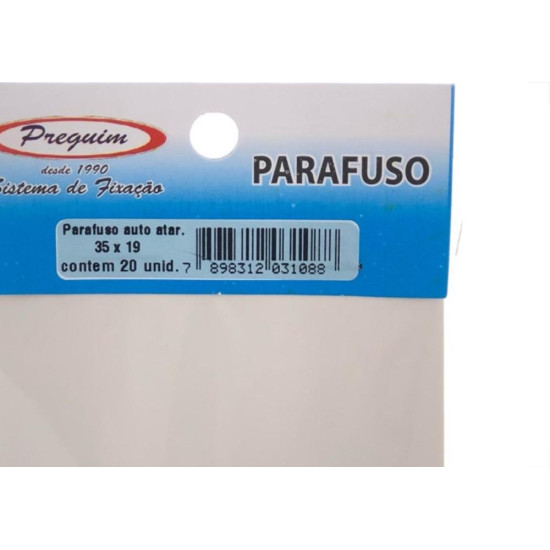 Preguim
desde 1990
Sistema de Fixação
PARAFUSO
Parafuso auto atar.
35 x 19
contem 20 unid.
7 898312 031088